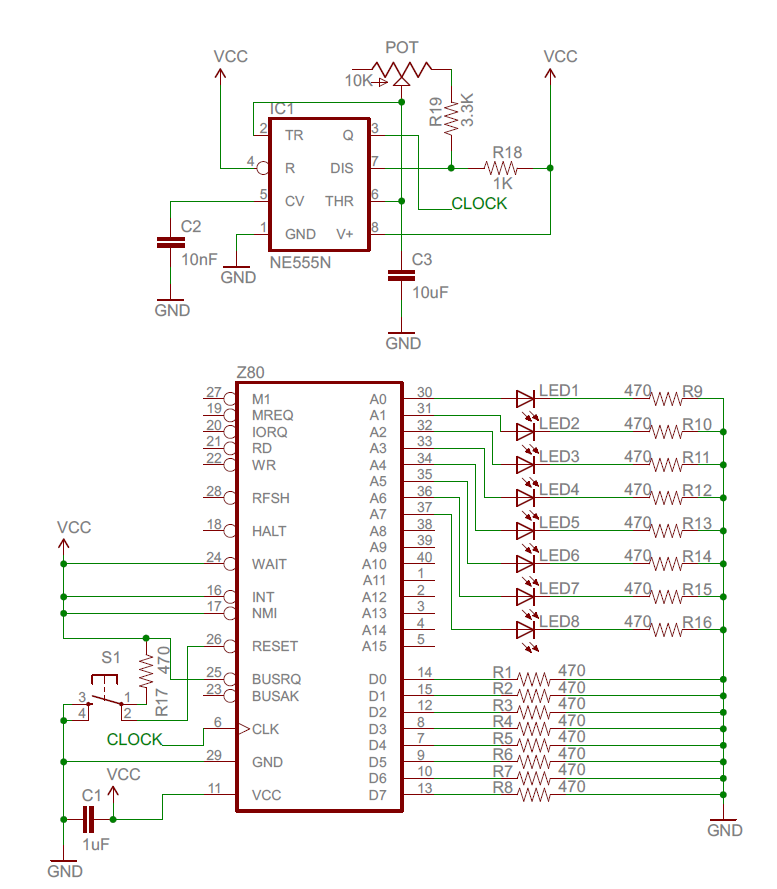 POT
VCC
VCC
10K
IC1
R19
3.3K
2 TR Q 3
4 R DIS 7
R18
1K
5 CV THR 6
CLOCK
1 GND V+ 8
C2
10nF
GND
NE555N
C3
10uF
GND
GND
Z80
27 M1 A0 30 LED1 470 R9
19 MREQ A1 31
20 IORQ A2 32 LED2 470 R10
21 RD A3 33
22 WR A4 34 LED3 470 R11
A5 35
28 RFSH A6 36 LED4 470 R12
A7 37
18 HALT A8 38 LED5 470 R13
VCC
A9 39
24 WAIT A10 40 LED6 470 R14
A11 1
16 INT A12 2 LED7 470 R15
17 NMI A13 3
A14 4 LED8 470 R16
26 RESET A15 5
S1
470
R17
25 BUSRQ D0 14 R1 470
23 BUSAK D1 15 R2 470
3 1
4 2
D2 12 R3 470
6 CLK D3 8 R4 470
CLOCK
D4 7 R5 470
29 GND D5 9 R6 470
VCC
D6 10 R7 470
11 VCC D7 13 R8 470
C1
1uF
GND
GND